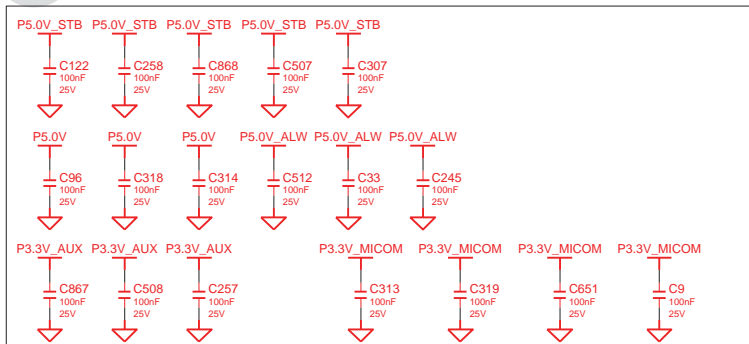 P5.0V_STB P5.0V_STB P5.0V_STB P5.0V_STB P5.0V_STB
C122 C258 C868 C507 C307
100nF 100nF 100nF 100nF 100nF
25V 25V 25V 25V 25V
P5.0V P5.0V P5.0V P5.0V_ALW P5.0V_ALW P5.0V_ALW
C96 C318 C314 C512 C33 C245
100nF 100nF 100nF 100nF 100nF 100nF
25V 25V 25V 25V 25V 25V
P3.3V_AUX P3.3V_AUX P3.3V_AUX P3.3V_MICOM P3.3V_MICOM P3.3V_MICOM P3.3V_MICOM
C867 C508 C257 C313 C319 C651 C9
100nF 100nF 100nF 100nF 100nF 100nF 100nF
25V 25V 25V 25V 25V 25V 25V